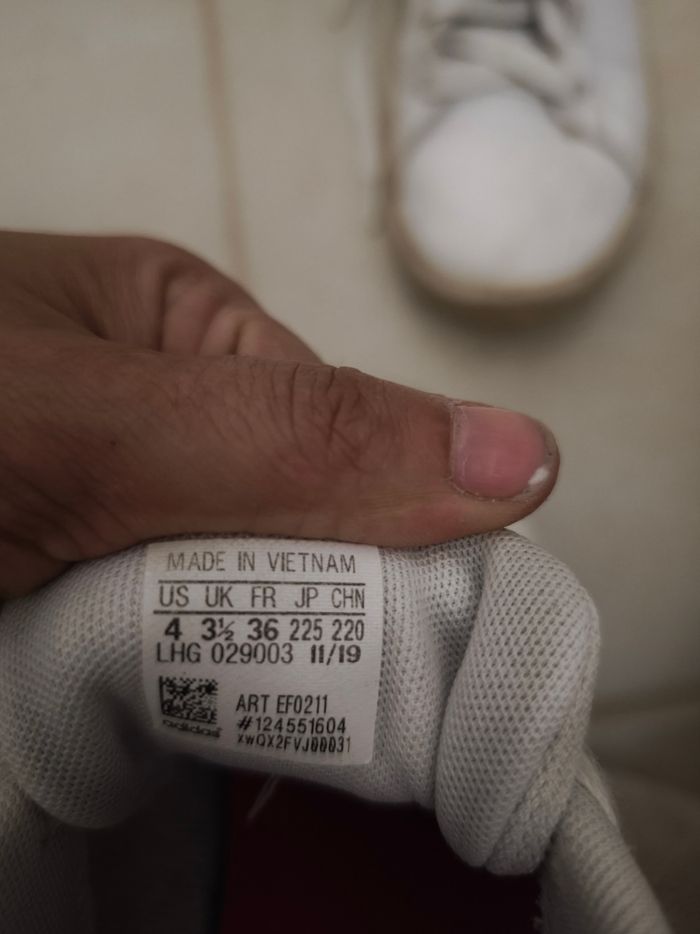 MADE IN VIETNAM
US UK FR JP CHN
4 3½ 36 225 220
LHG 029003 11/19
ART EF0211
#124551604
adidas XWQX2FVJ00031